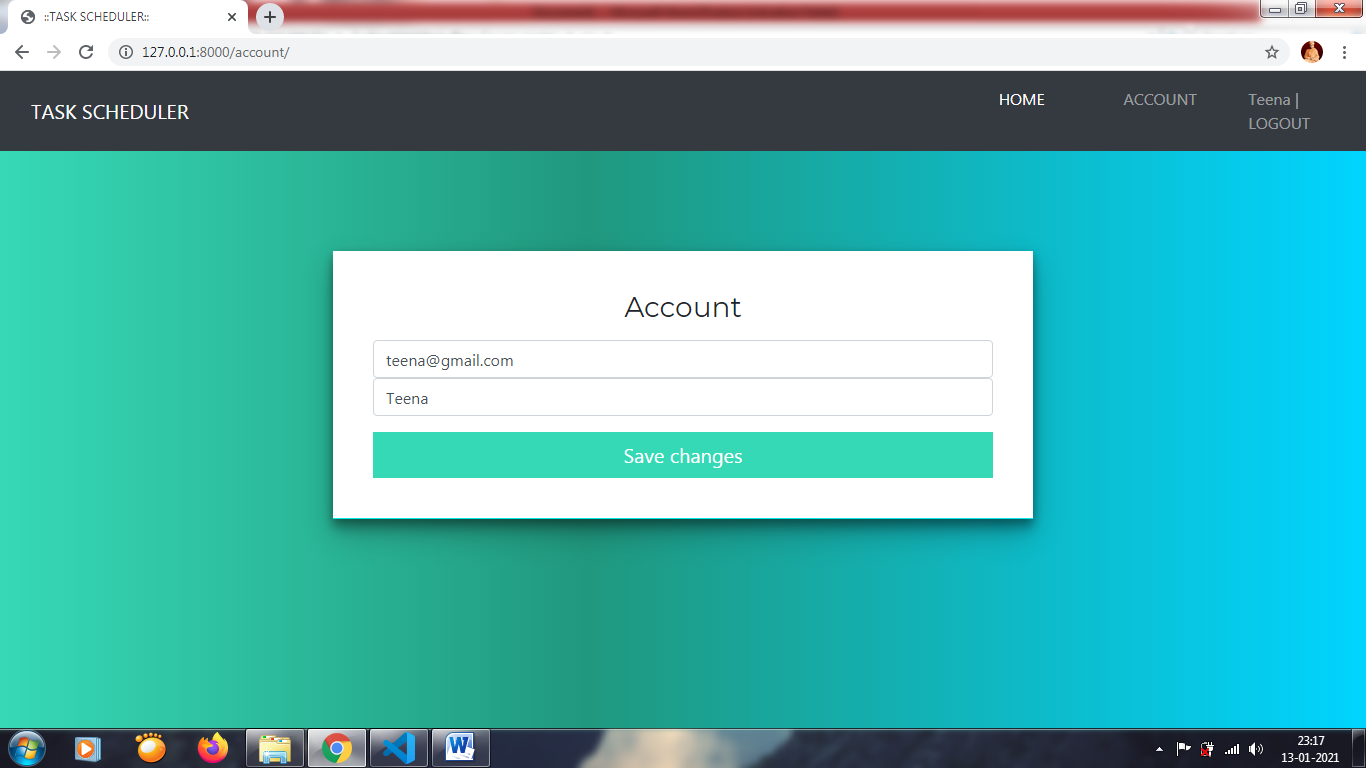 ::TASK SCHEDULER::
127.0.0.1:8000/account/
TASK SCHEDULER
HOME
ACCOUNT
Teena |
LOGOUT
Account
teena@gmail.com
Teena
Save changes
23:17
13-01-2021